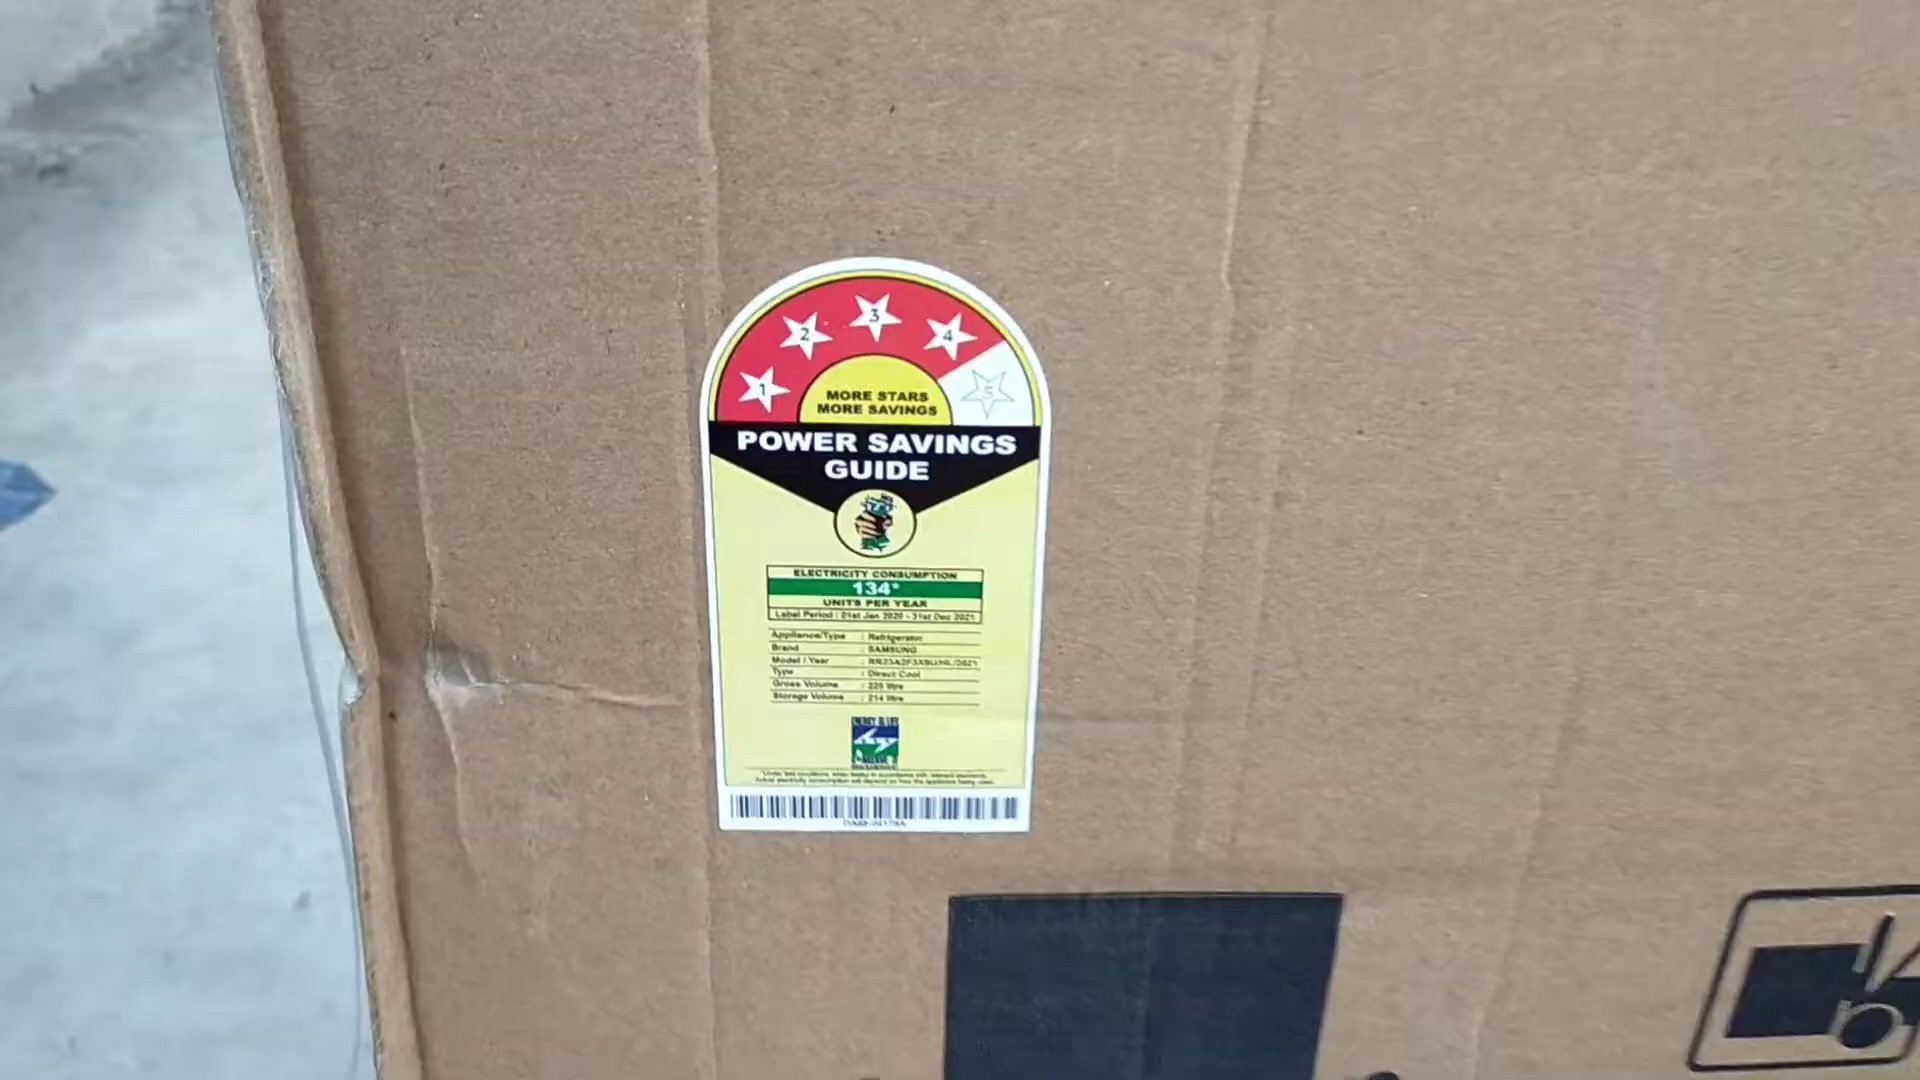 1 2 3 4 5
MORE STARS
MORE SAVINGS
POWER SAVINGS
GUIDE
ELECTRICITY CONSUMPTION
134*
UNITS PER YEAR
Label Period : 01st Jan 2020 - 31st Dec 2021
Appliance/Type : Refrigerator
Brand : SAMSUNG
Model / Year :
Type : Direct Cool
Gross Volume : 225 litre
Storage Volume : 214 litre